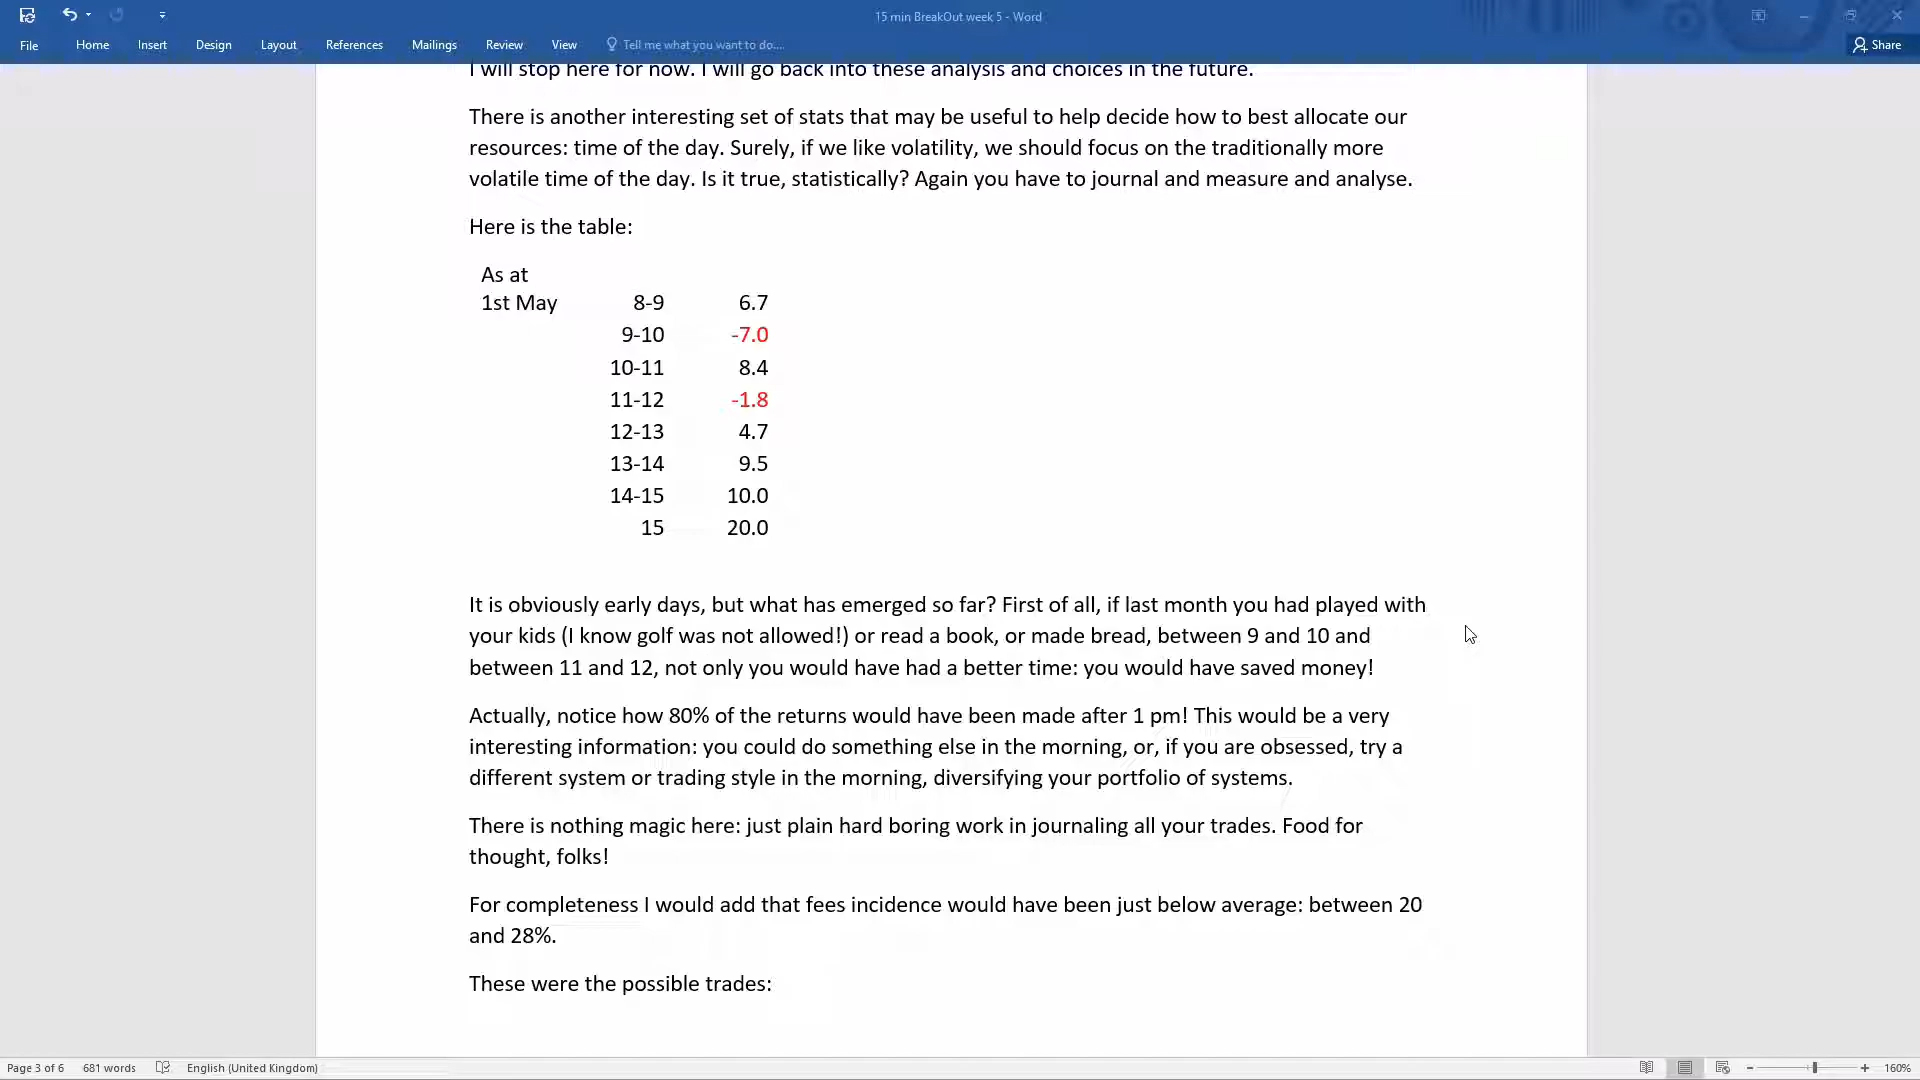 15 min BreakOut week 5 - Word
File Home Insert Design Layout References Mailings Review View Tell me what you want to do.... Share
I will stop here for now. I will go back into these analysis and choices in the future.
There is another interesting set of stats that may be useful to help decide how to best allocate our
resources: time of the day. Surely, if we like volatility, we should focus on the traditionally more
volatile time of the day. Is it true, statistically? Again you have to journal and measure and analyse.
Here is the table:
As at
1st May 8-9 6.7
9-10 -7.0
10-11 8.4
11-12 -1.8
12-13 4.7
13-14 9.5
14-15 10.0
15 20.0
It is obviously early days, but what has emerged so far? First of all, if last month you had played with
your kids (I know golf was not allowed!) or read a book, or made bread, between 9 and 10 and
between 11 and 12, not only you would have had a better time: you would have saved money!
Actually, notice how 80% of the returns would have been made after 1 pm! This would be a very
interesting information: you could do something else in the morning, or, if you are obsessed, try a
different system or trading style in the morning, diversifying your portfolio of systems.
There is nothing magic here: just plain hard boring work in journaling all your trades. Food for
thought, folks!
For completeness I would add that fees incidence would have been just below average: between 20
and 28%.
These were the possible trades:
Page 3 of 6 681 words English (United Kingdom) 160%